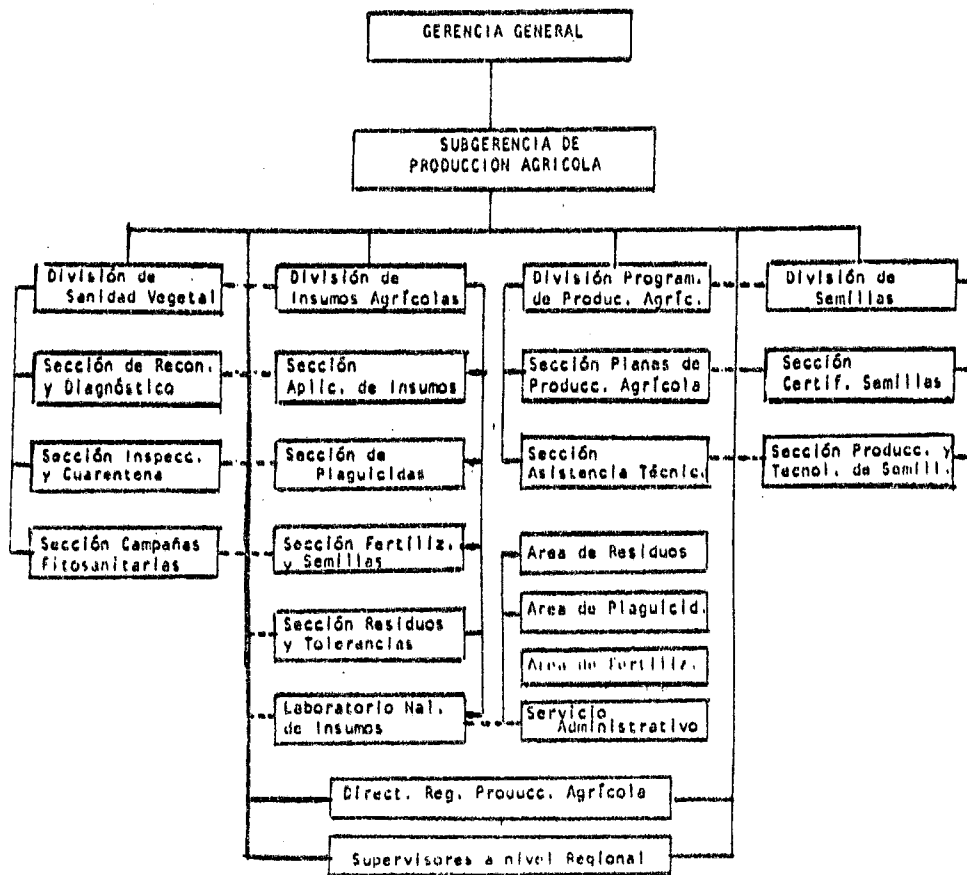 GERENCIA GENERAL
SUBGERENCIA DE
PRODUCCION AGRICOLA
División de
Sanidad Vegetal
División de
Insumos Agrícolas
División Program.
de Produc. Agríc.
División de
Semillas
Sección de Recon.
y Diagnóstico
Sección
Aplic. de Insumos
Sección Planes de
Producc. Agrícola
Sección
Certif. Semillas
Sección Inspecc.
y Cuarentena
Sección de
Plaguicidas
Sección
Asistencia Técnic.
Sección Producc. y
Tecnol. de Semill.
Sección Campañas
Fitosanitarias
Sección Fertiliz.
y Semillas
Area de Residuos
Area de Plaguicid.
Sección Residuos
y Tolerancias
Area de Fertiliz.
Laboratorio Nal.
de Insumos
Servicio
Administrativo
Direct. Reg. Producc. Agrícola
Supervisores a nivel Regional